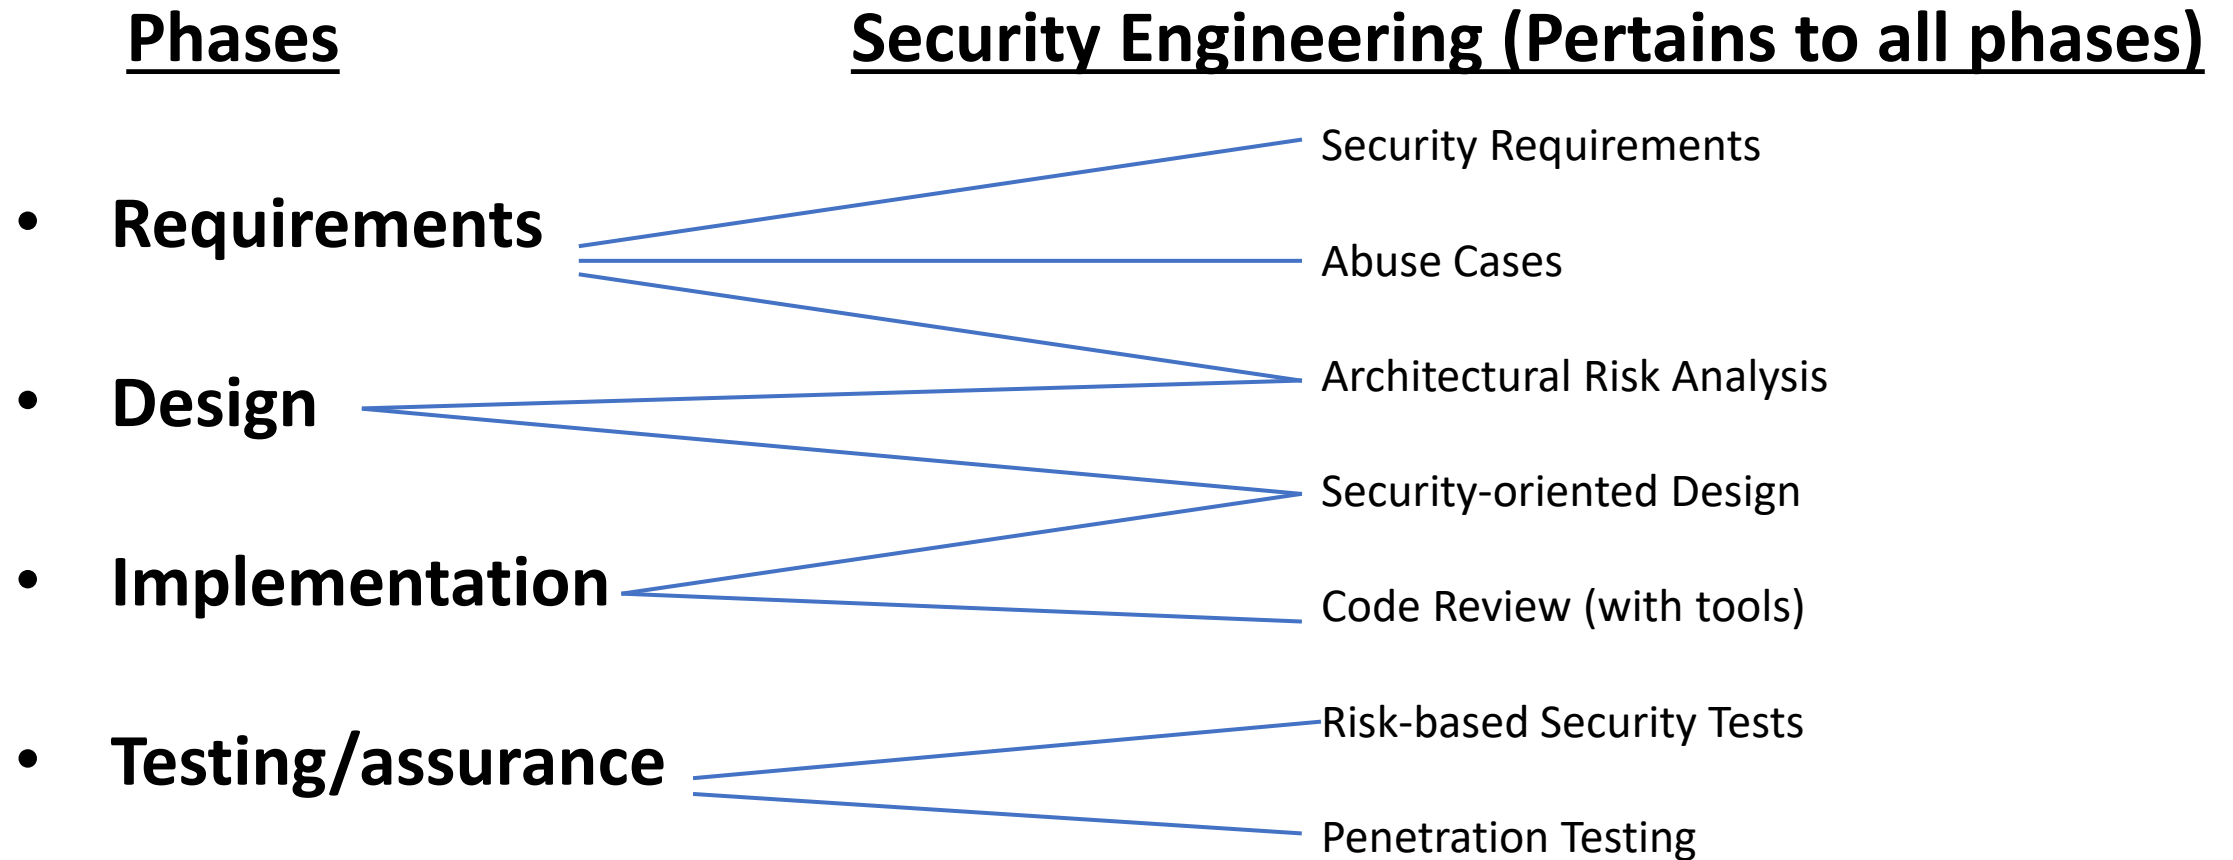 Phases
Security Engineering (Pertains to all phases)
• Requirements
Security Requirements
Abuse Cases
Architectural Risk Analysis
• Design
Security-oriented Design
• Implementation
Code Review (with tools)
• Testing/assurance
Risk-based Security Tests
Penetration Testing